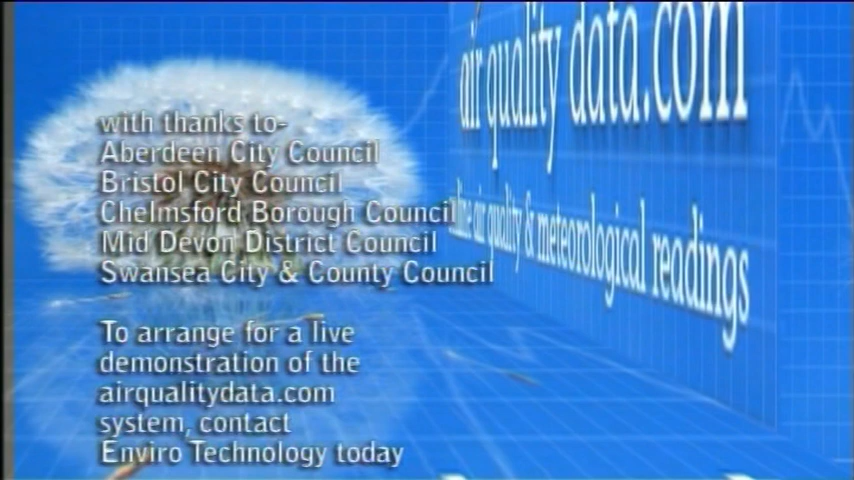 with thanks to-
Aberdeen City Council
Bristol City Council
Chelmsford Borough Council
Mid Devon District Council
Swansea City & County Council
To arrange for a live
demonstration of the
airqualitydata.com
system, contact
Enviro Technology today
air quality data.com
air quality & meteorological readings